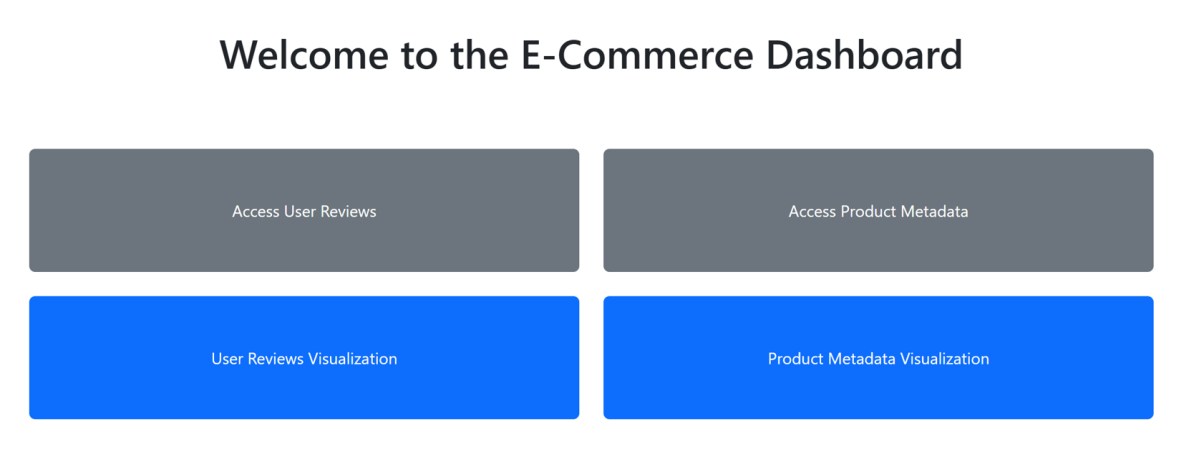 Welcome to the E-Commerce Dashboard
Access User Reviews
Access Product Metadata
User Reviews Visualization
Product Metadata Visualization